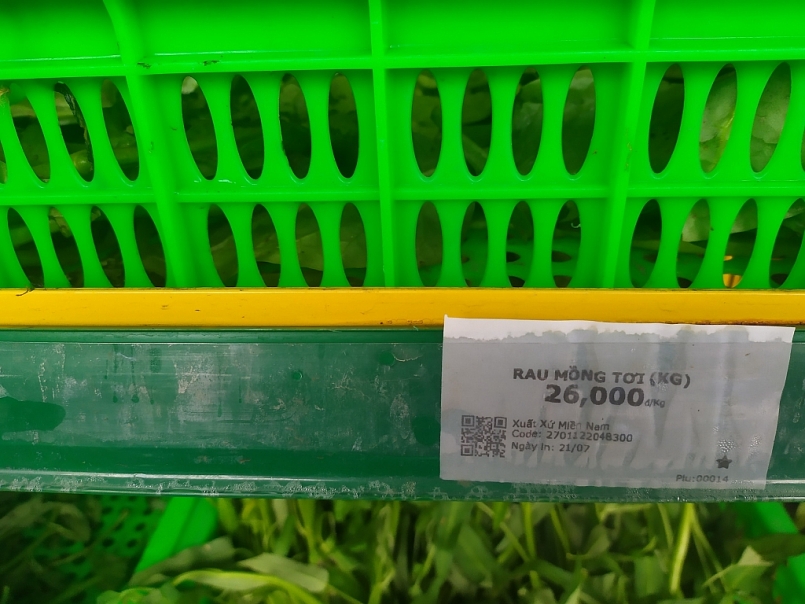 RAU MỒNG TƠI (KG)
26,000đ/Kg
Xuất Xứ Miền Nam
Code: 2701122048300
Ngày In: 21/07
Plu:00014